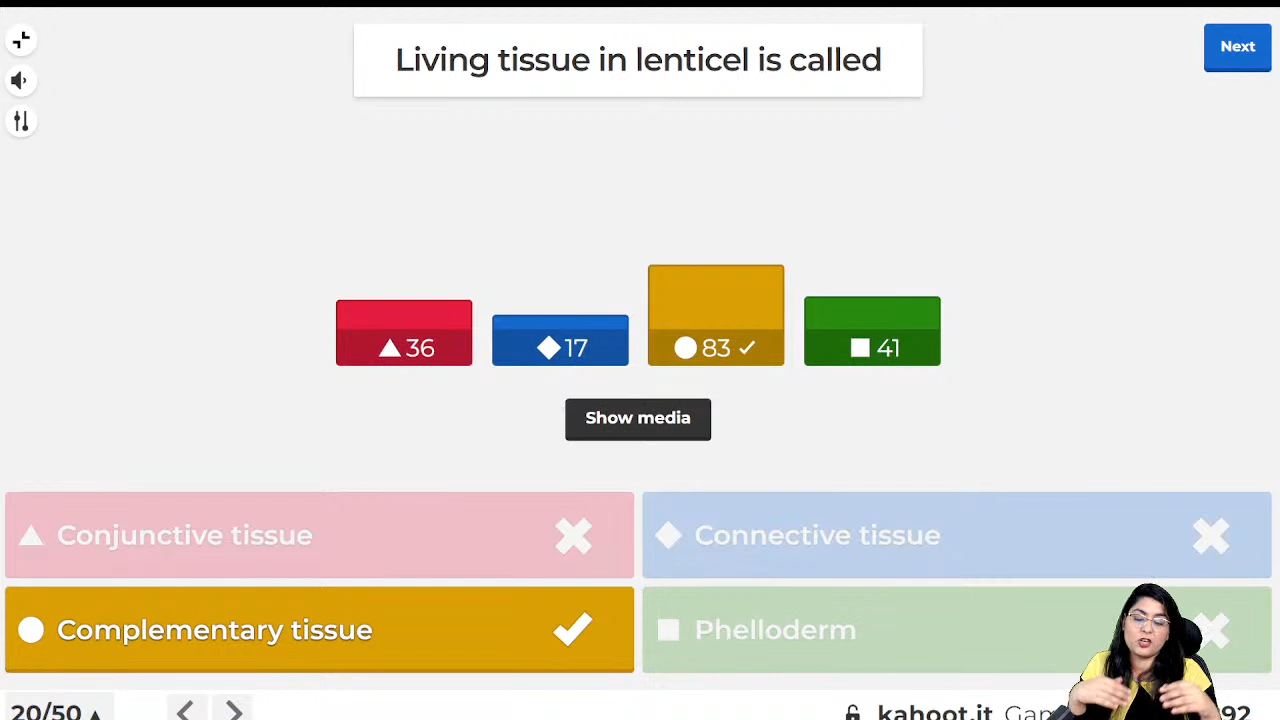 Living tissue in lenticel is called
Next
36
17
83
41
Show media
Conjunctive tissue
Connective tissue
Complementary tissue
Phelloderm
20/50
kahoot.it
92